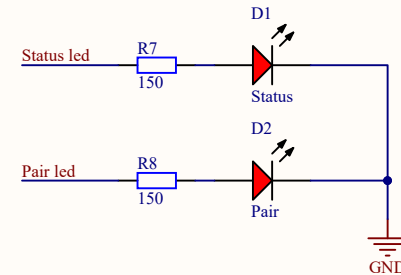 D1
Status led
R7
150
Status
D2
Pair led
R8
150
Pair
GND